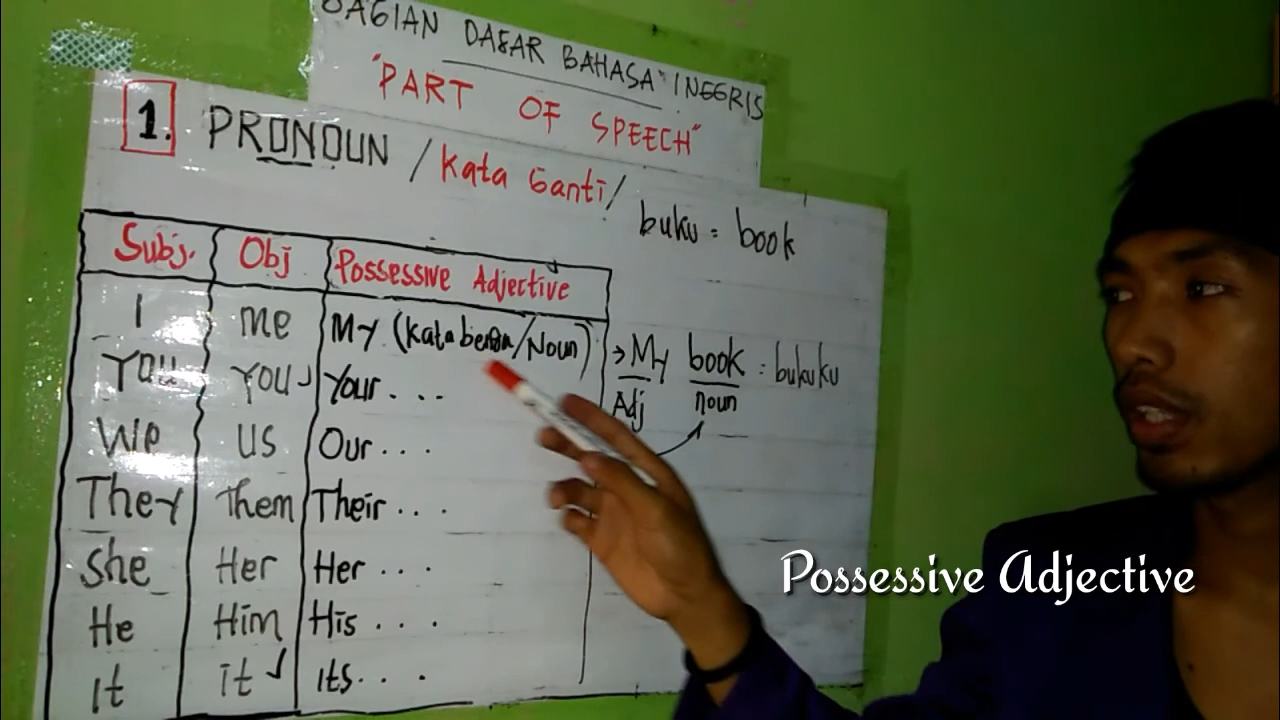 BAGIAN DASAR BAHASA INGGRIS
"PART OF SPEECH"
1. PRONOUN / Kata Ganti/
buku = book
Subj. Obj Possessive Adjective
I me My (Kata benda/Noun) → My book : bukuku
Adj noun
You You Your . . .
We us Our . . .
They Them Their . . .
She Her Her . . .
He Him His . . . .
It it its . . .
Possessive Adjective